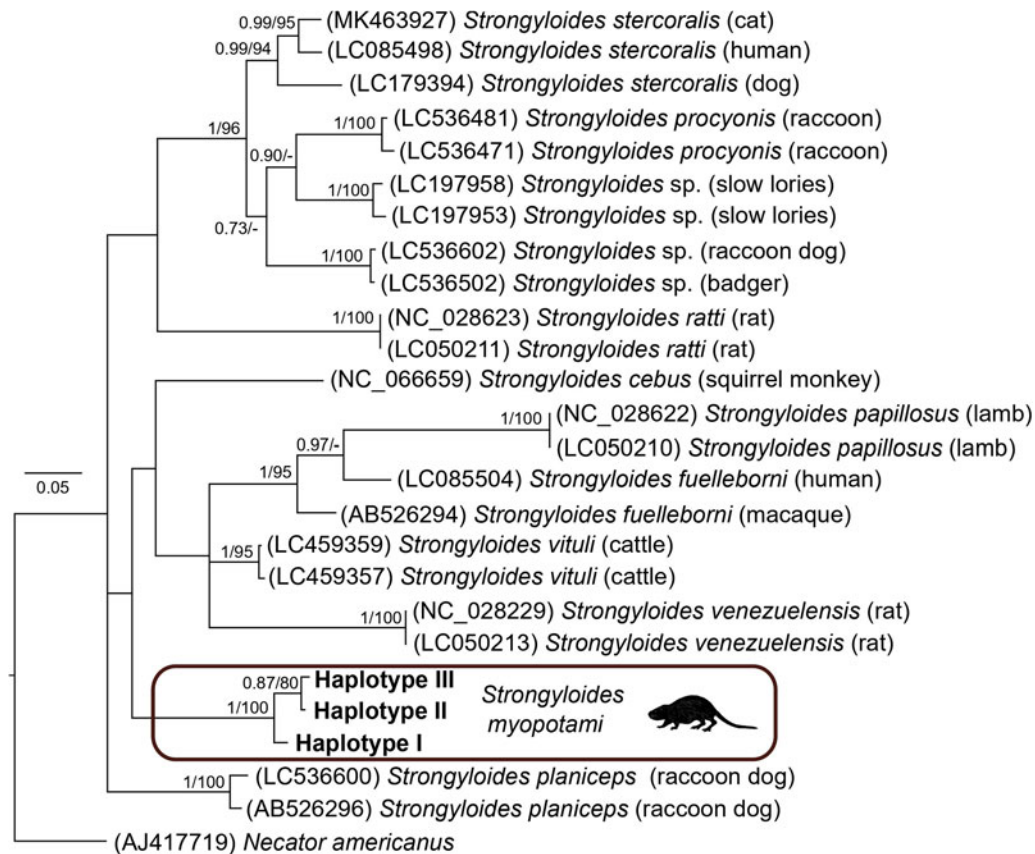 0.99/95
(MK463927) Strongyloides stercoralis (cat)
0.99/94
(LC085498) Strongyloides stercoralis (human)
(LC179394) Strongyloides stercoralis (dog)
1/96
1/100
(LC536481) Strongyloides procyonis (raccoon)
0.90/-
(LC536471) Strongyloides procyonis (raccoon)
1/100
(LC197958) Strongyloides sp. (slow lories)
(LC197953) Strongyloides sp. (slow lories)
0.73/-
1/100
(LC536602) Strongyloides sp. (raccoon dog)
(LC536502) Strongyloides sp. (badger)
1/100
(NC_028623) Strongyloides ratti (rat)
(LC050211) Strongyloides ratti (rat)
(NC_066659) Strongyloides cebus (squirrel monkey)
1/100
(NC_028622) Strongyloides papillosus (lamb)
0.97/-
(LC050210) Strongyloides papillosus (lamb)
1/95
(LC085504) Strongyloides fuelleborni (human)
0.05
(AB526294) Strongyloides fuelleborni (macaque)
1/95
(LC459359) Strongyloides vituli (cattle)
(LC459357) Strongyloides vituli (cattle)
1/100
(NC_028229) Strongyloides venezuelensis (rat)
(LC050213) Strongyloides venezuelensis (rat)
0.87/80
Haplotype III
1/100
Haplotype II
Haplotype I
Strongyloides
myopotami
1/100
(LC536600) Strongyloides planiceps (raccoon dog)
(AB526296) Strongyloides planiceps (raccoon dog)
(AJ417719) Necator americanus